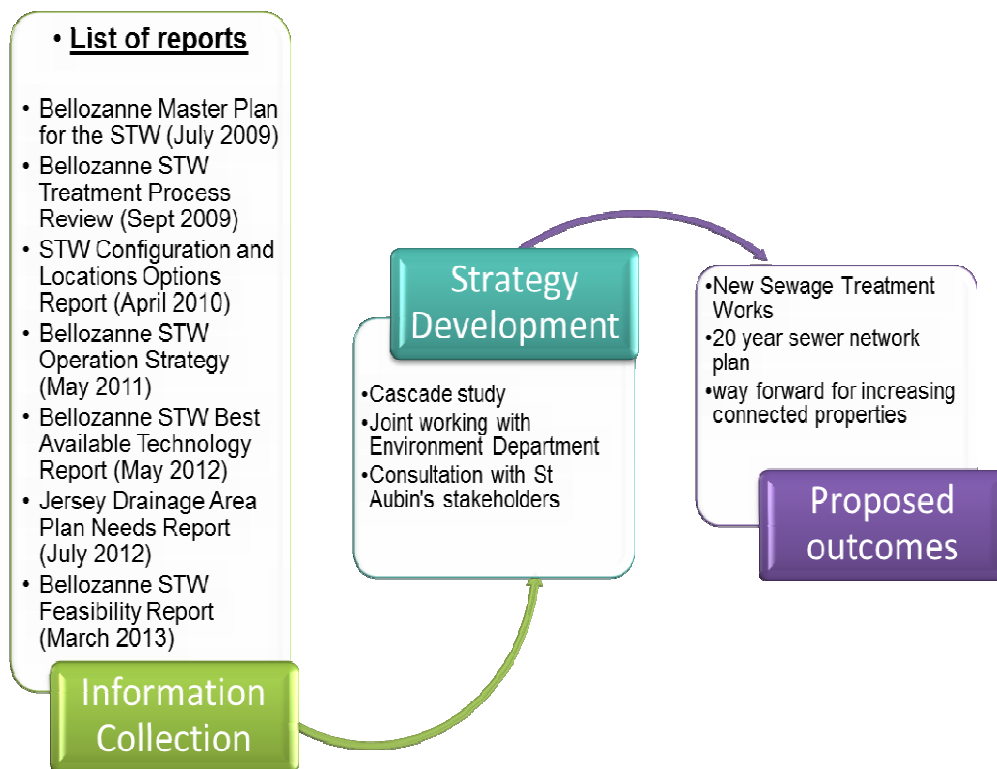 • List of reports
• Bellozanne Master Plan
for the STW (July 2009)
• Bellozanne STW
Treatment Process
Review (Sept 2009)
• STW Configuration and
Locations Options
Report (April 2010)
• Bellozanne STW
Operation Strategy
(May 2011)
• Bellozanne STW Best
Available Technology
Report (May 2012)
• Jersey Drainage Area
Plan Needs Report
(July 2012)
• Bellozanne STW
Feasibility Report
(March 2013)
Information
Collection
Strategy
Development
•Cascade study
•Joint working with
Environment Department
•Consultation with St
Aubin's stakeholders
•New Sewage Treatment
Works
•20 year sewer network
plan
•way forward for increasing
connected properties
Proposed
outcomes